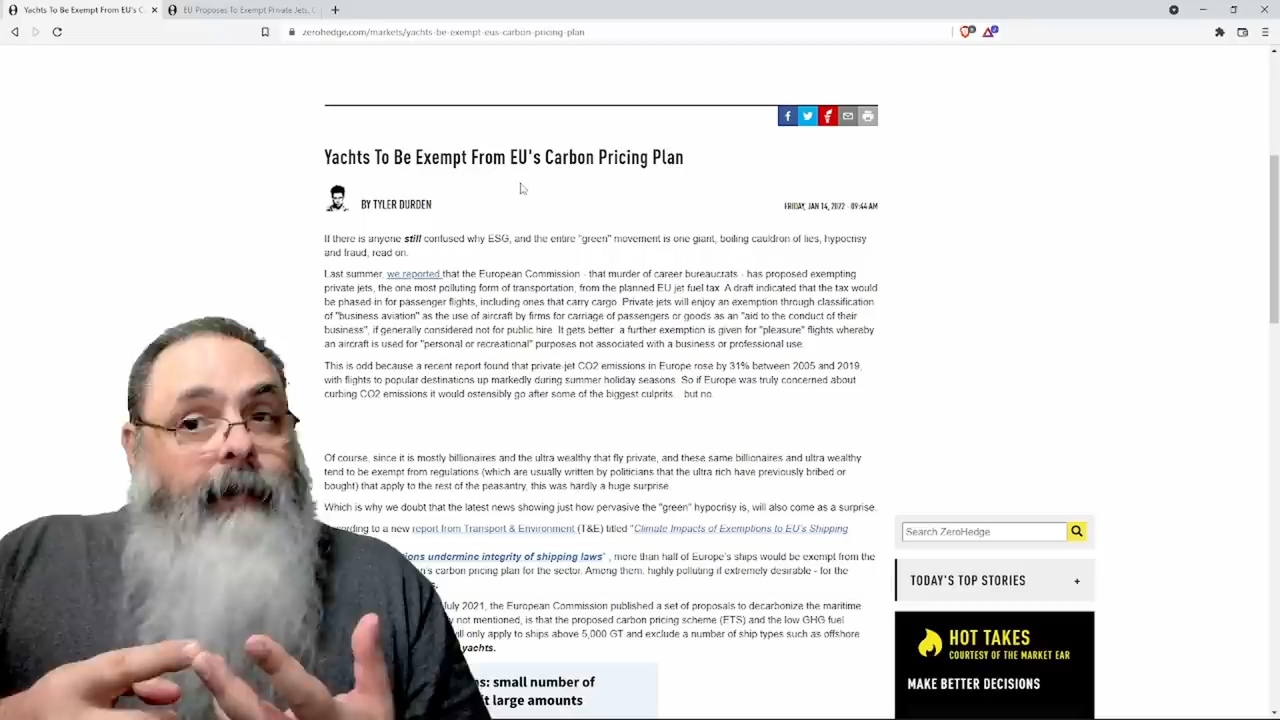 Yachts To Be Exempt From EU's C
EU Proposes To Exempt Private Jets, C
zerohedge.com/markets/yachts-be-exempt-eus-carbon-pricing-plan
Yachts To Be Exempt From EU's Carbon Pricing Plan
BY TYLER DURDEN
FRIDAY, JAN 14, 2022 - 09:44 AM
If there is anyone still confused why ESG, and the entire "green" movement is one giant, boiling cauldron of lies, hypocrisy
and fraud, read on.
Last summer, we reported that the European Commission - that murder of career bureaucrats - has proposed exempting
private jets, the one most polluting form of transportation, from the planned EU jet fuel tax. A draft indicated that the tax would
be phased in for passenger flights, including ones that carry cargo. Private jets will enjoy an exemption through classification
of "business aviation" as the use of aircraft by firms for carriage of passengers or goods as an "aid to the conduct of their
business", if generally considered not for public hire. It gets better: a further exemption is given for "pleasure" flights whereby
an aircraft is used for "personal or recreational" purposes not associated with a business or professional use.
This is odd because a recent report found that private-jet CO2 emissions in Europe rose by 31% between 2005 and 2019,
with flights to popular destinations up markedly during summer holiday seasons. So if Europe was truly concerned about
curbing CO2 emissions it would ostensibly go after some of the biggest culprits... but no.
Of course, since it is mostly billionaires and the ultra wealthy that fly private, and these same billionaires and ultra wealthy
tend to be exempt from regulations (which are usually written by politicians that the ultra rich have previously bribed or
bought) that apply to the rest of the peasantry, this was hardly a huge surprise.
Which is why we doubt that the latest news showing just how pervasive the "green" hypocrisy is, will also come as a surprise.
According to a new report from Transport & Environment (T&E) titled "Climate Impacts of Exemptions to EU's Shipping
ions undermine integrity of shipping laws" , more than half of Europe's ships would be exempt from the
n's carbon pricing plan for the sector. Among them: highly polluting if extremely desirable - for the
July 2021, the European Commission published a set of proposals to decarbonize the maritime
y not mentioned, is that the proposed carbon pricing scheme (ETS) and the low GHG fuel
ill only apply to ships above 5,000 GT and exclude a number of ship types such as offshore
yachts.
ns: small number of
it large amounts
Search ZeroHedge
TODAY'S TOP STORIES +
HOT TAKES
COURTESY OF THE MARKET EAR
MAKE BETTER DECISIONS